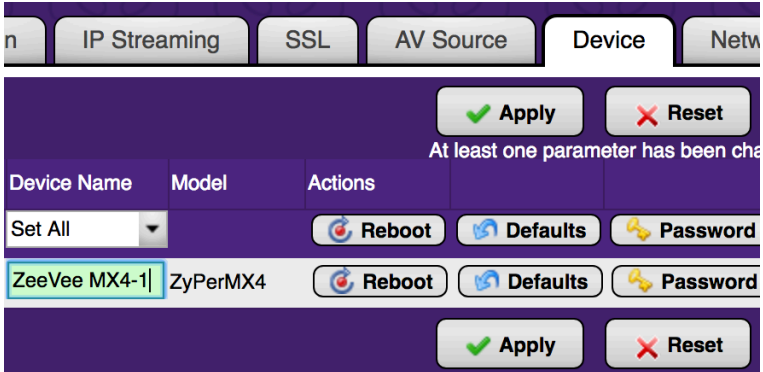 n IP Streaming SSL AV Source Device Netw
Apply Reset
At least one parameter has been cha
Device Name Model Actions
Set All Reboot Defaults Password
ZeeVee MX4-1 ZyPerMX4 Reboot Defaults Password
Apply Reset